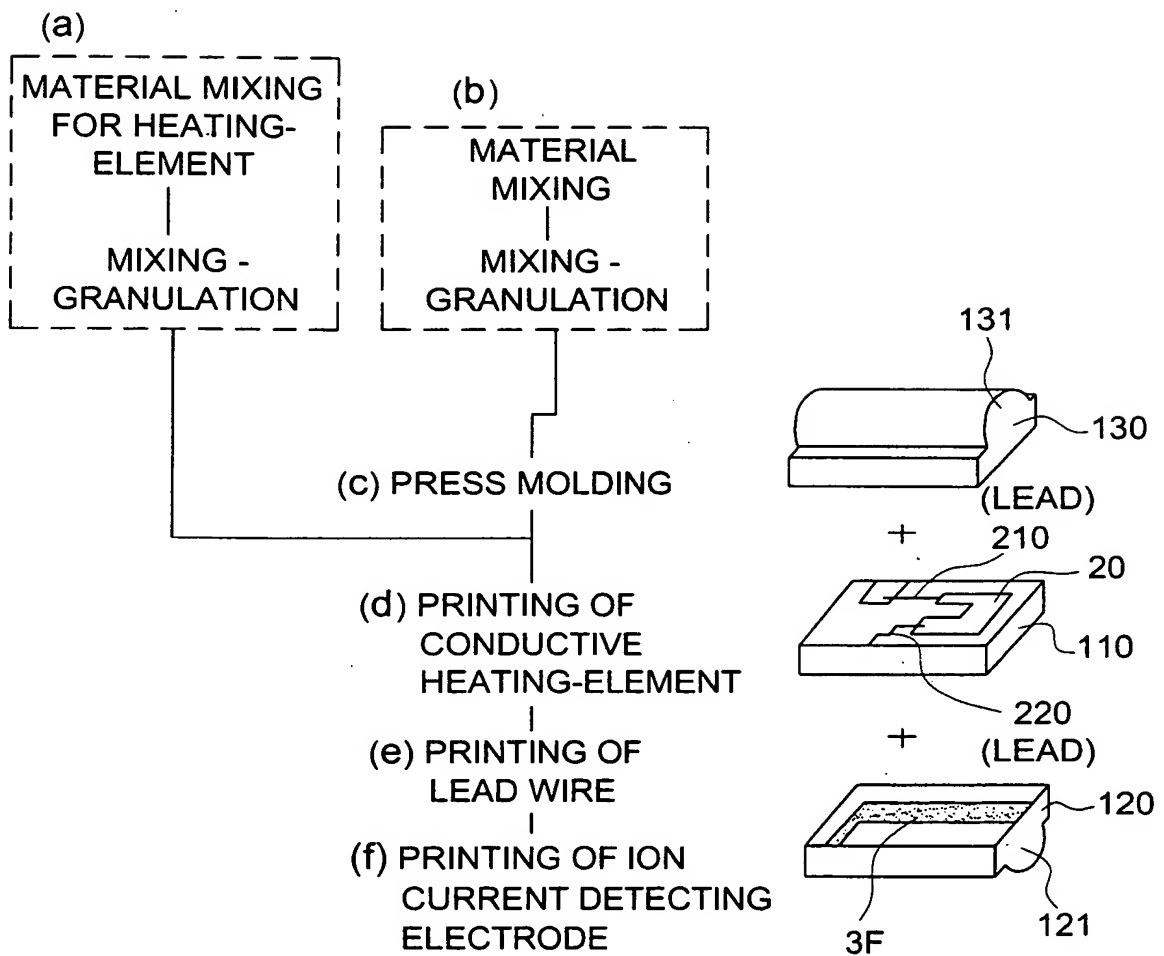 (a)
MATERIAL MIXING
FOR HEATING-
ELEMENT
MIXING -
GRANULATION
(b)
MATERIAL
MIXING
MIXING -
GRANULATION
(c) PRESS MOLDING
(d) PRINTING OF
CONDUCTIVE
HEATING-ELEMENT
(e) PRINTING OF
LEAD WIRE
(f) PRINTING OF ION
CURRENT DETECTING
ELECTRODE
131
130
(LEAD)
+
210
20
110
220
(LEAD)
+
120
121
3F